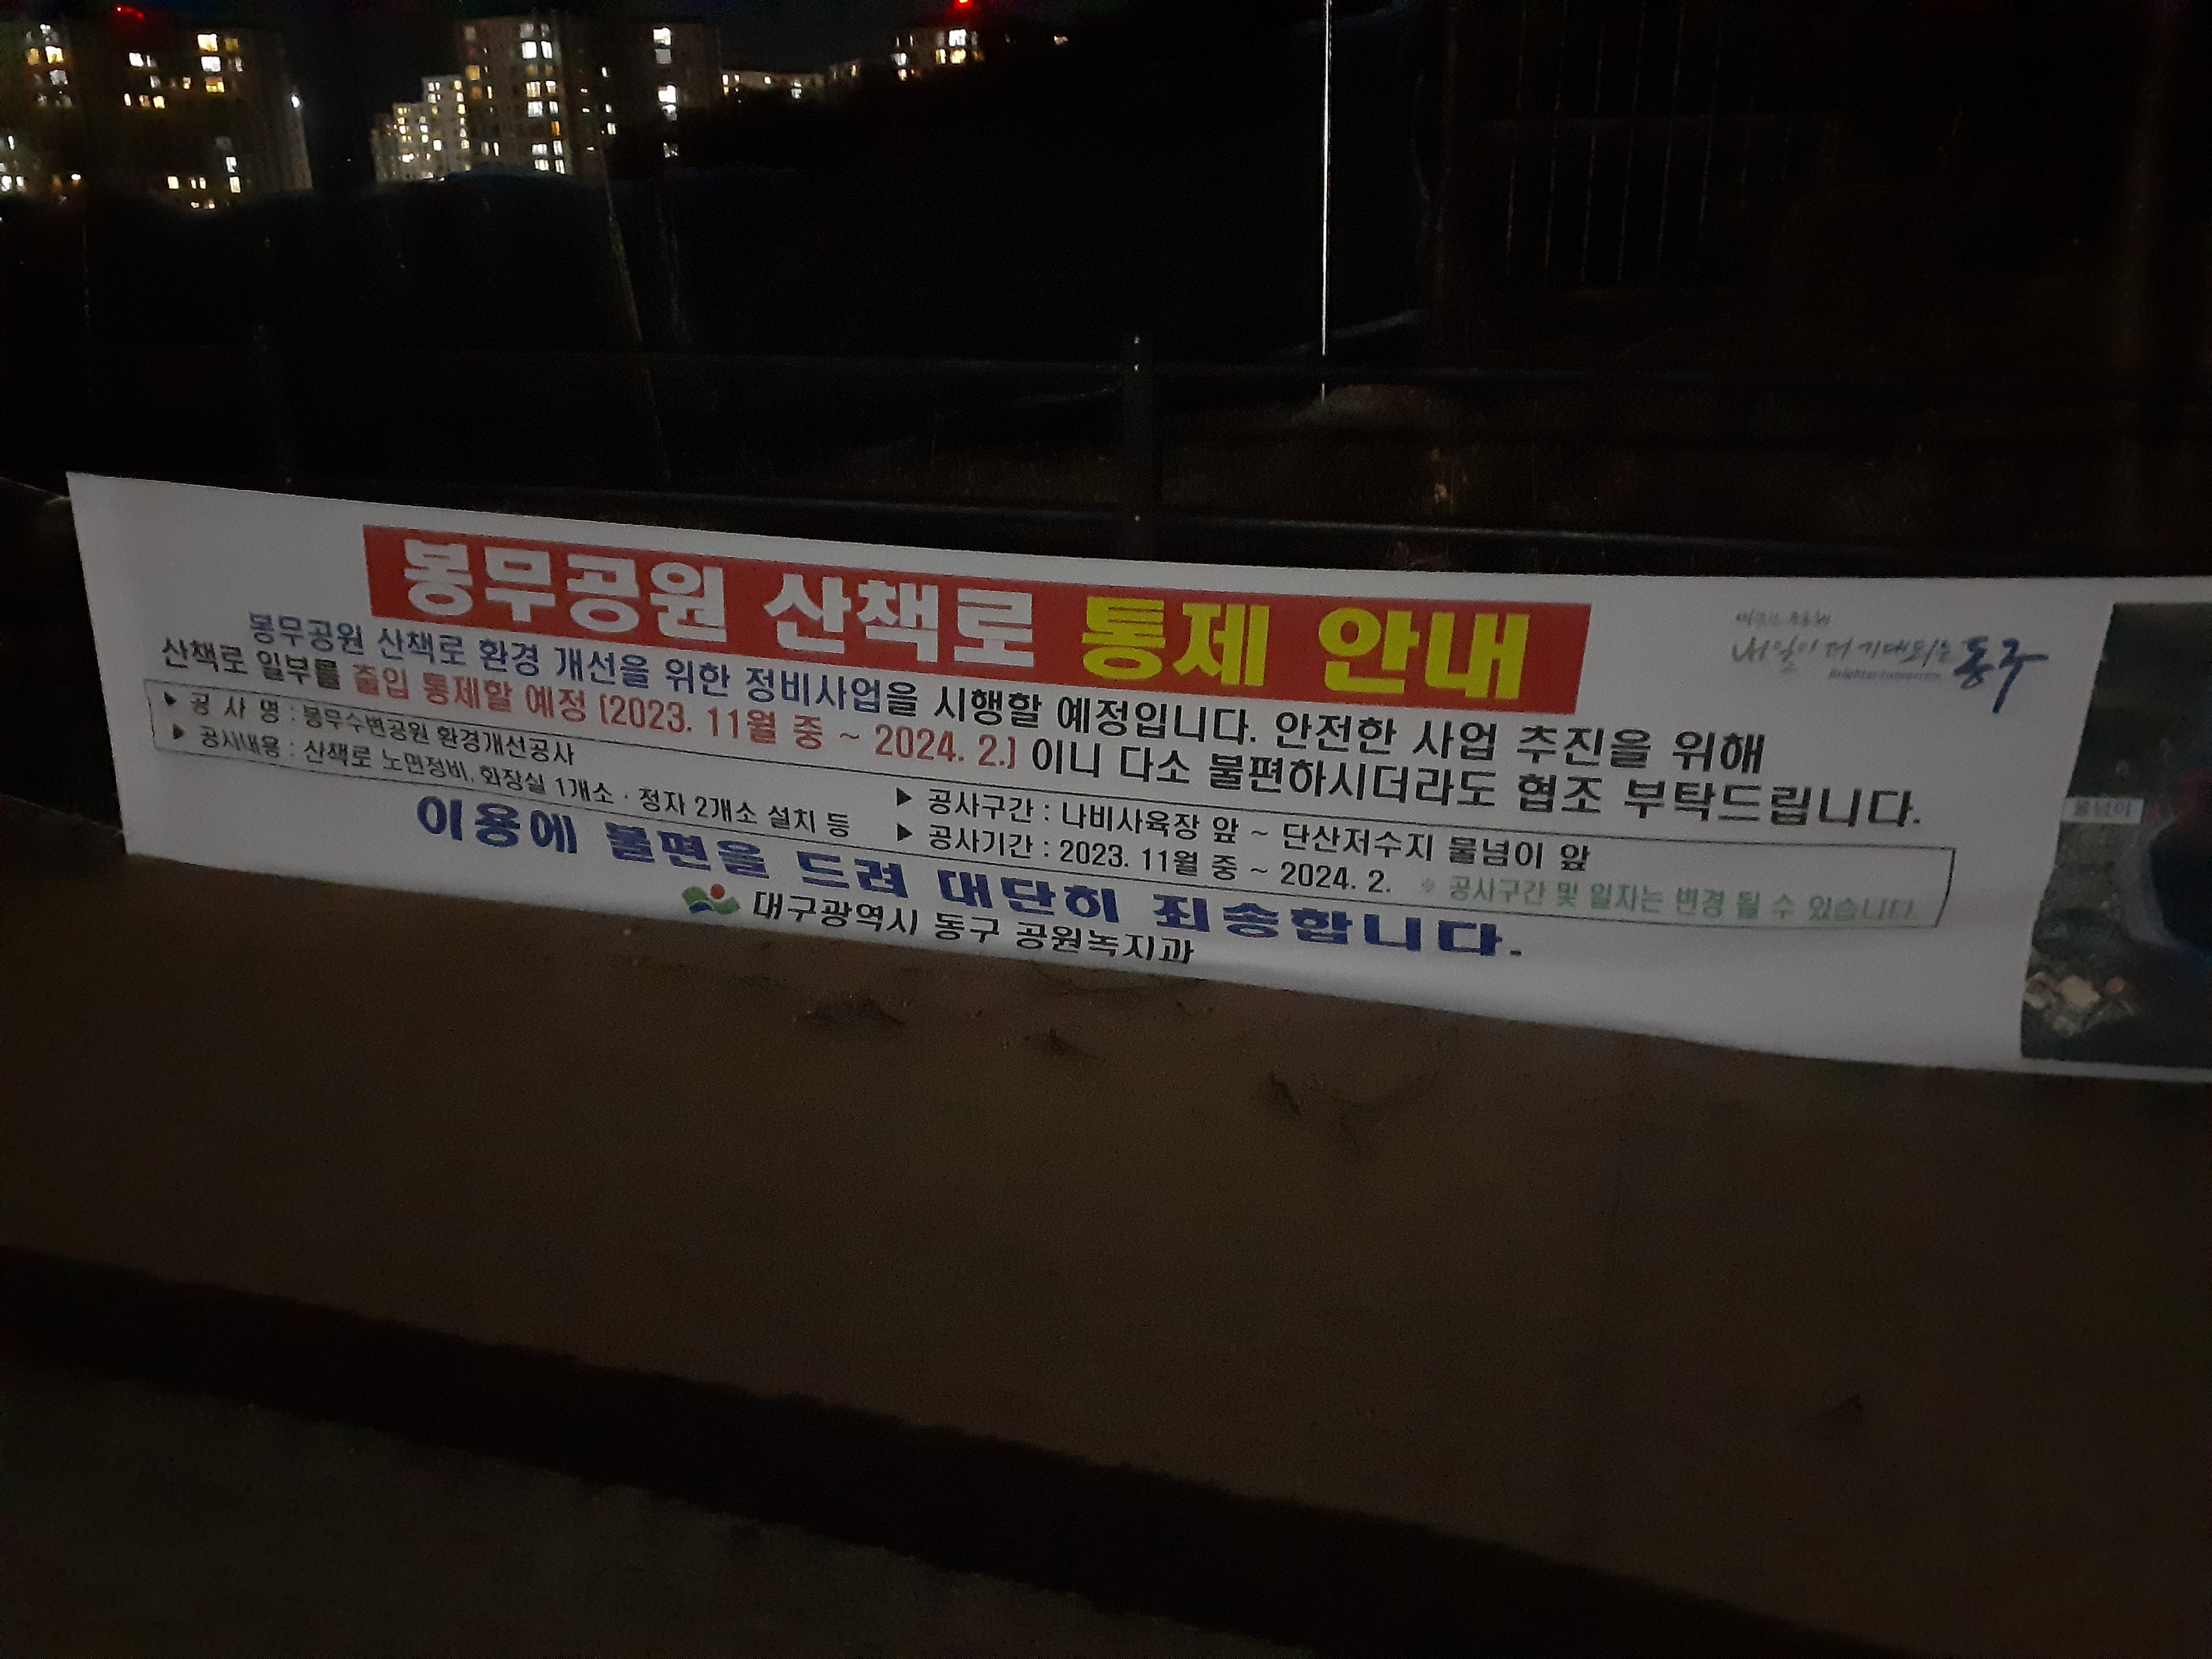 봉무공원 산책로 통제 안내
내일이 더 기대되는 동구
봉무공원 산책로 환경 개선을 위한 정비사업을 시행할 예정입니다. 안전한 사업 추진을 위해
산책로 일부를 출입 통제할 예정 (2023. 11월 중 ~ 2024. 2.) 이니 다소 불편하시더라도 협조 부탁드립니다.
▶ 공 사 명 : 봉무수변공원 환경개선공사
▶ 공사구간 : 나비사육장 앞 ~ 단산저수지 물넘이 앞
▶ 공사내용 : 산책로 노면정비, 화장실 1개소 · 정자 2개소 설치 등
▶ 공사기간 : 2023. 11월 중 ~ 2024. 2. ※ 공사구간 및 일자는 변경 될 수 있습니다.
이용에 불편을 드려 대단히 죄송합니다.
대구광역시 동구 공원녹지과
물넘이